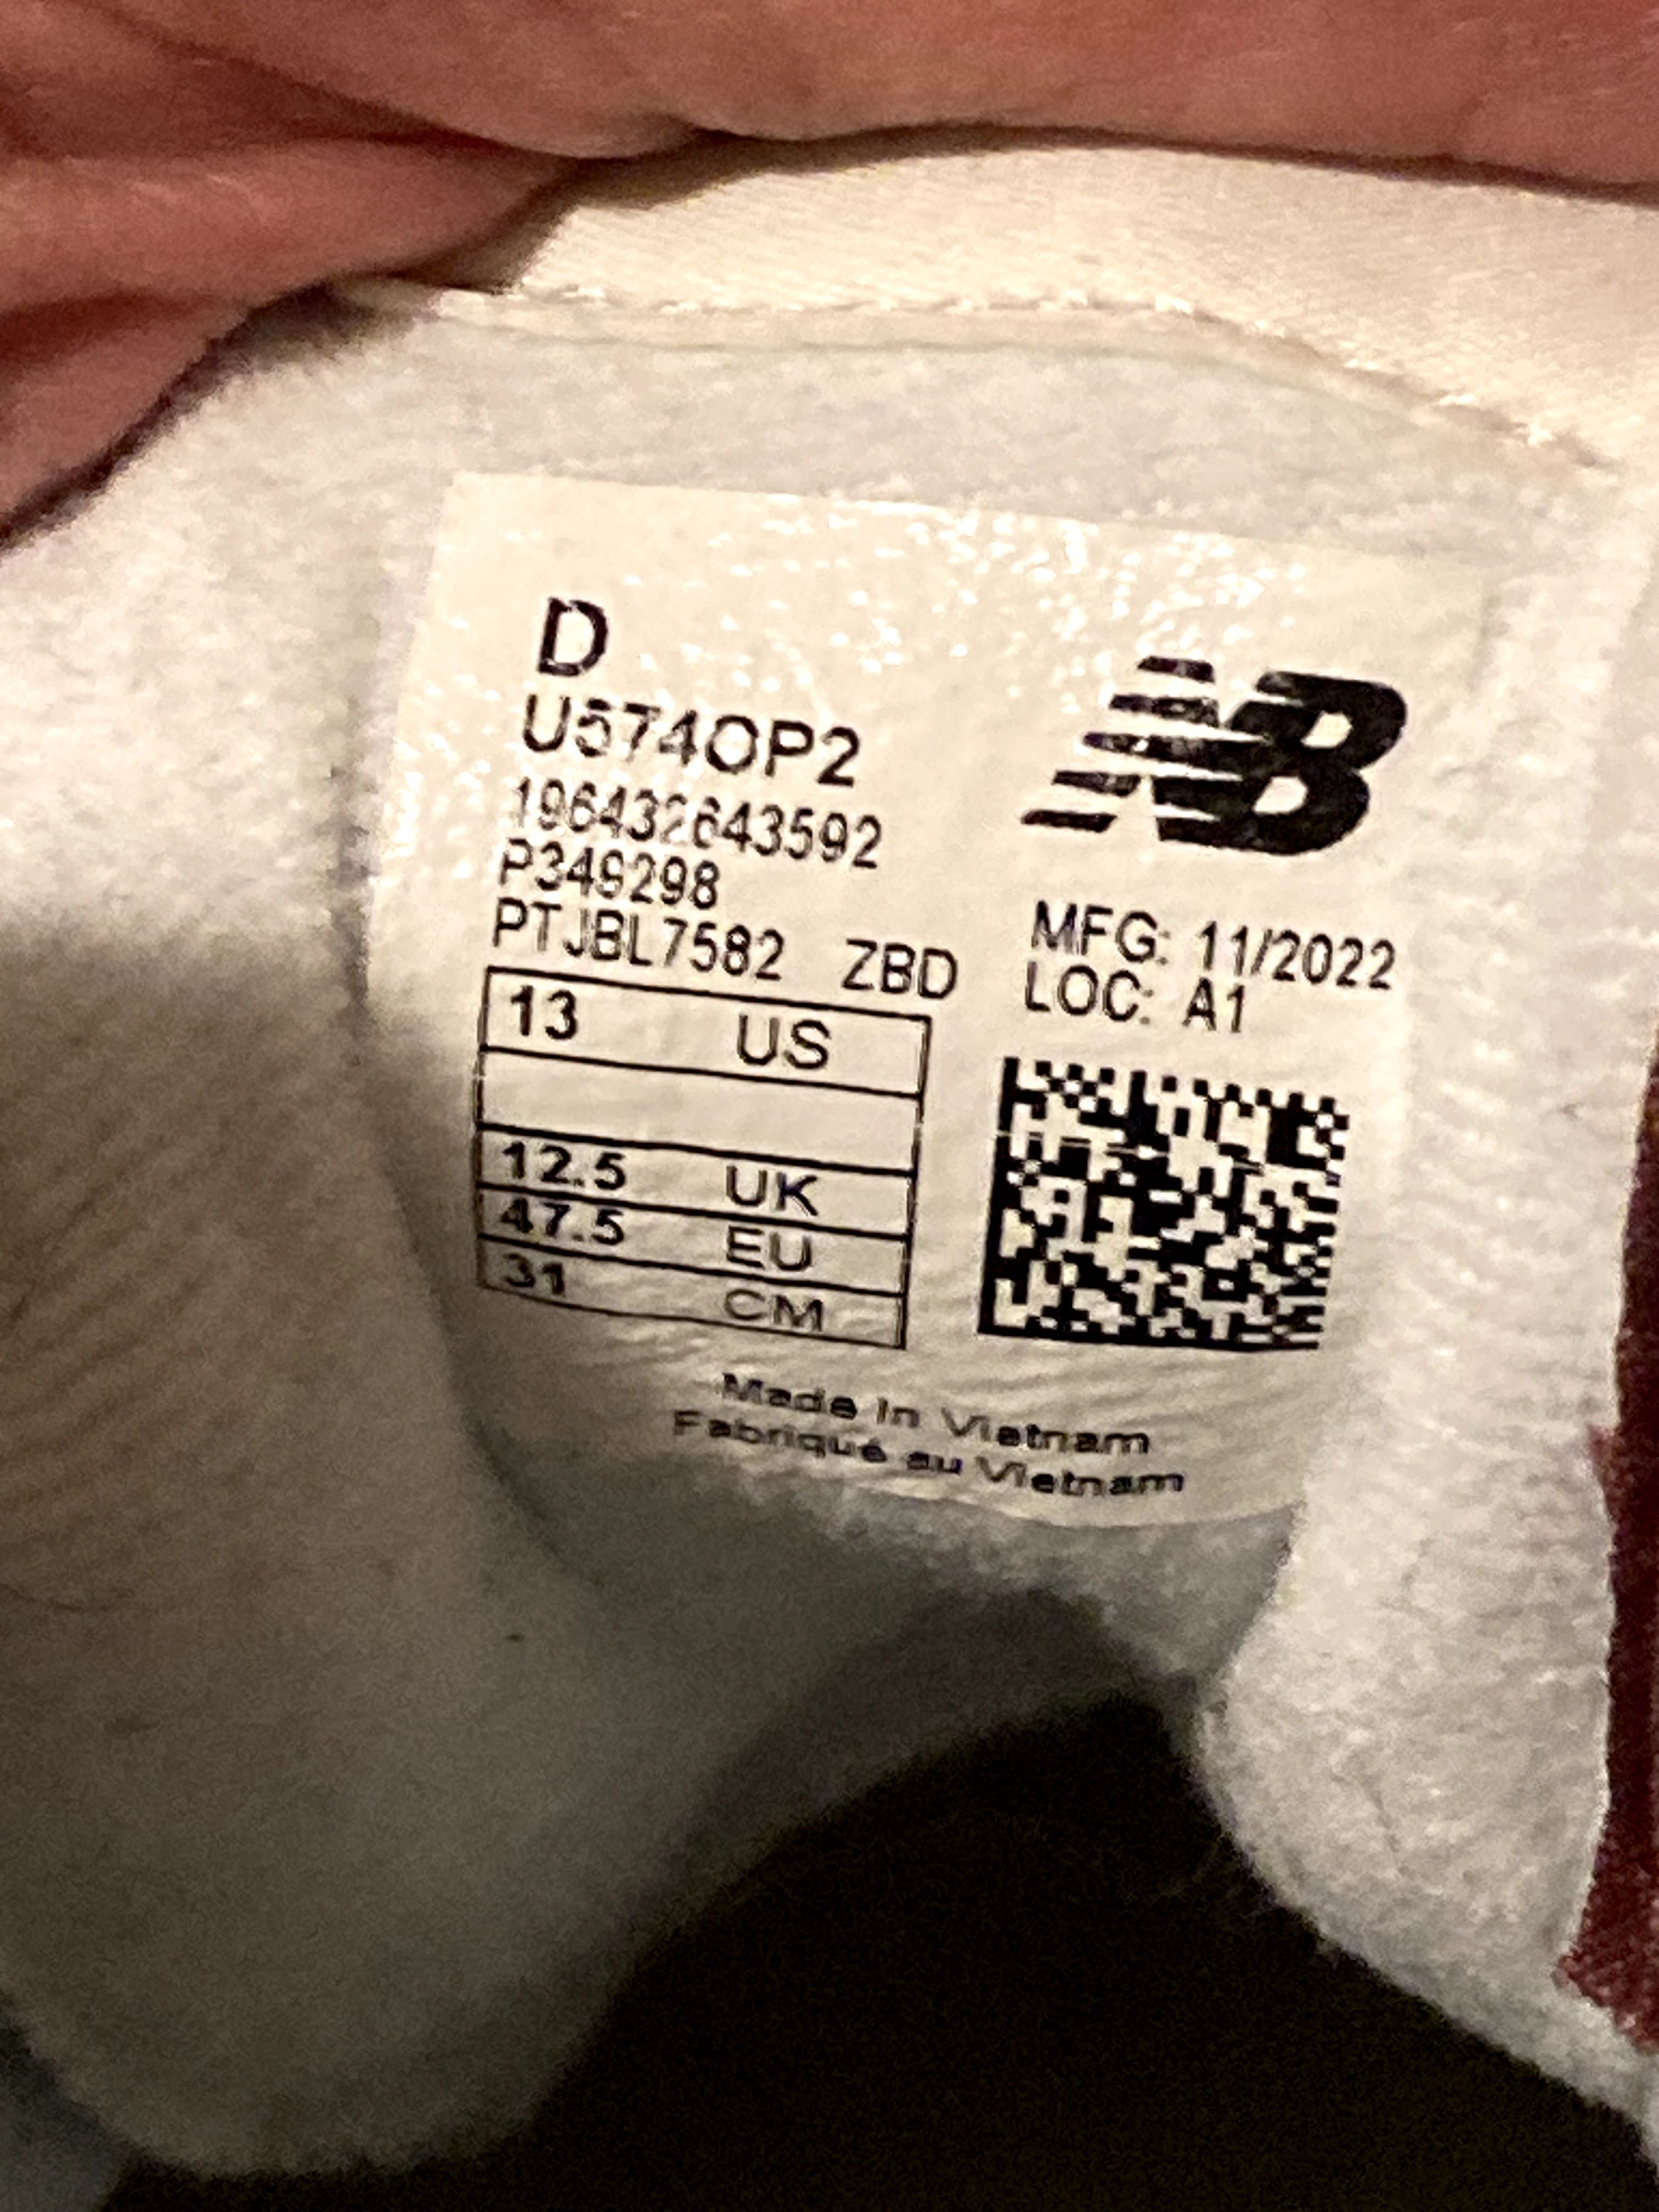 D
U574OP2
NB
196432643592
P349298
PTJBL7582 ZBD
MFG: 11/2022
LOC: A1
13 US
12.5 UK
47.5 EU
31 CM
Made in Vietnam
Fabriqué au Vietnam